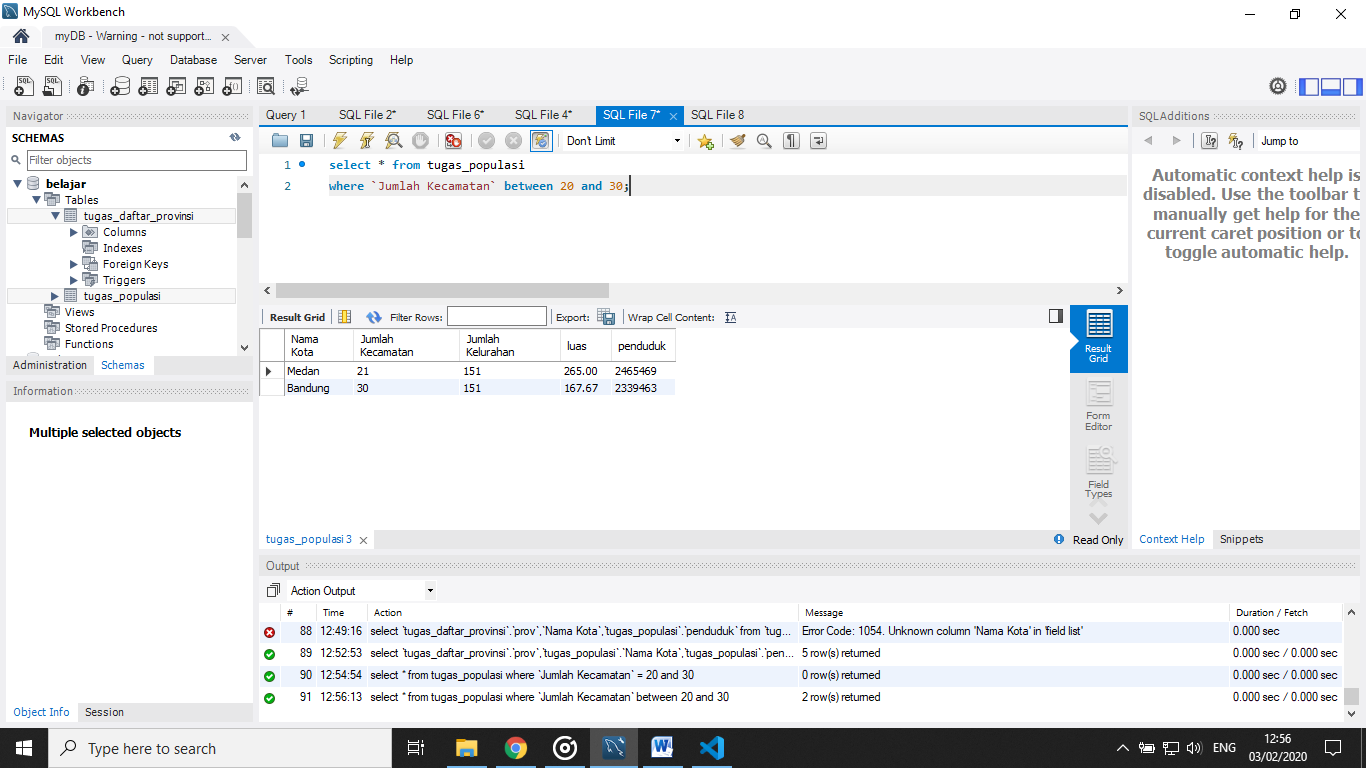 MySQL Workbench
myDB - Warning - not support...
File Edit View Query Database Server Tools Scripting Help
Navigator
SCHEMAS
Filter objects
belajar
Tables
tugas_daftar_provinsi
Columns
Indexes
Foreign Keys
Triggers
tugas_populasi
Views
Stored Procedures
Functions
Administration Schemas
Information
Multiple selected objects
Object Info Session
Query 1 SQL File 2* SQL File 6* SQL File 4* SQL File 7* SQL File 8
Don't Limit
1 select * from tugas_populasi
2 where `Jumlah Kecamatan` between 20 and 30;
Result Grid Filter Rows: Export: Wrap Cell Content:
Nama Kota Jumlah Kecamatan Jumlah Kelurahan luas penduduk
Medan 21 151 265.00 2465469
Bandung 30 151 167.67 2339463
Result Grid
Form Editor
Field Types
tugas_populasi 3 Read Only
SQLAdditions
Jump to
Automatic context help is
disabled. Use the toolbar t
manually get help for the
current caret position or to
toggle automatic help.
Context Help Snippets
Output
Action Output
# Time Action Message Duration / Fetch
88 12:49:16 select `tugas_daftar_provinsi`.`prov`,`Nama Kota`,`tugas_populasi`.`penduduk` from `tug... Error Code: 1054. Unknown column 'Nama Kota' in 'field list' 0.000 sec
89 12:52:53 select `tugas_daftar_provinsi`.`prov`,`tugas_populasi`.`Nama Kota`,`tugas_populasi`.`pen... 5 row(s) returned 0.000 sec / 0.000 sec
90 12:54:54 select * from tugas_populasi where `Jumlah Kecamatan` = 20 and 30 0 row(s) returned 0.000 sec / 0.000 sec
91 12:56:13 select * from tugas_populasi where `Jumlah Kecamatan` between 20 and 30 2 row(s) returned 0.000 sec / 0.000 sec
Type here to search
ENG
12:56
03/02/2020